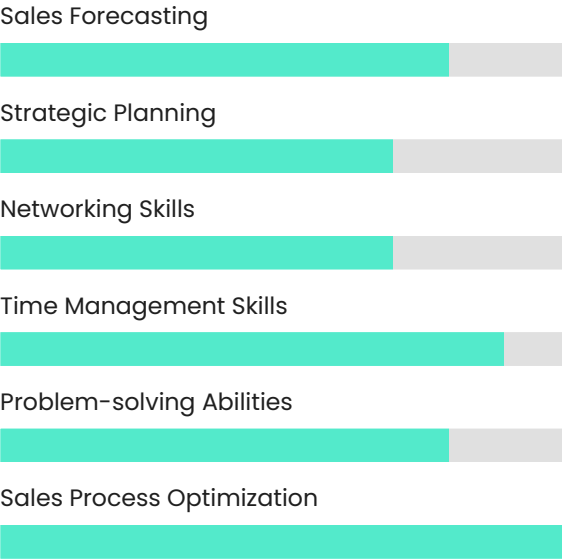 Sales Forecasting
Strategic Planning
Networking Skills
Time Management Skills
Problem-solving Abilities
Sales Process Optimization